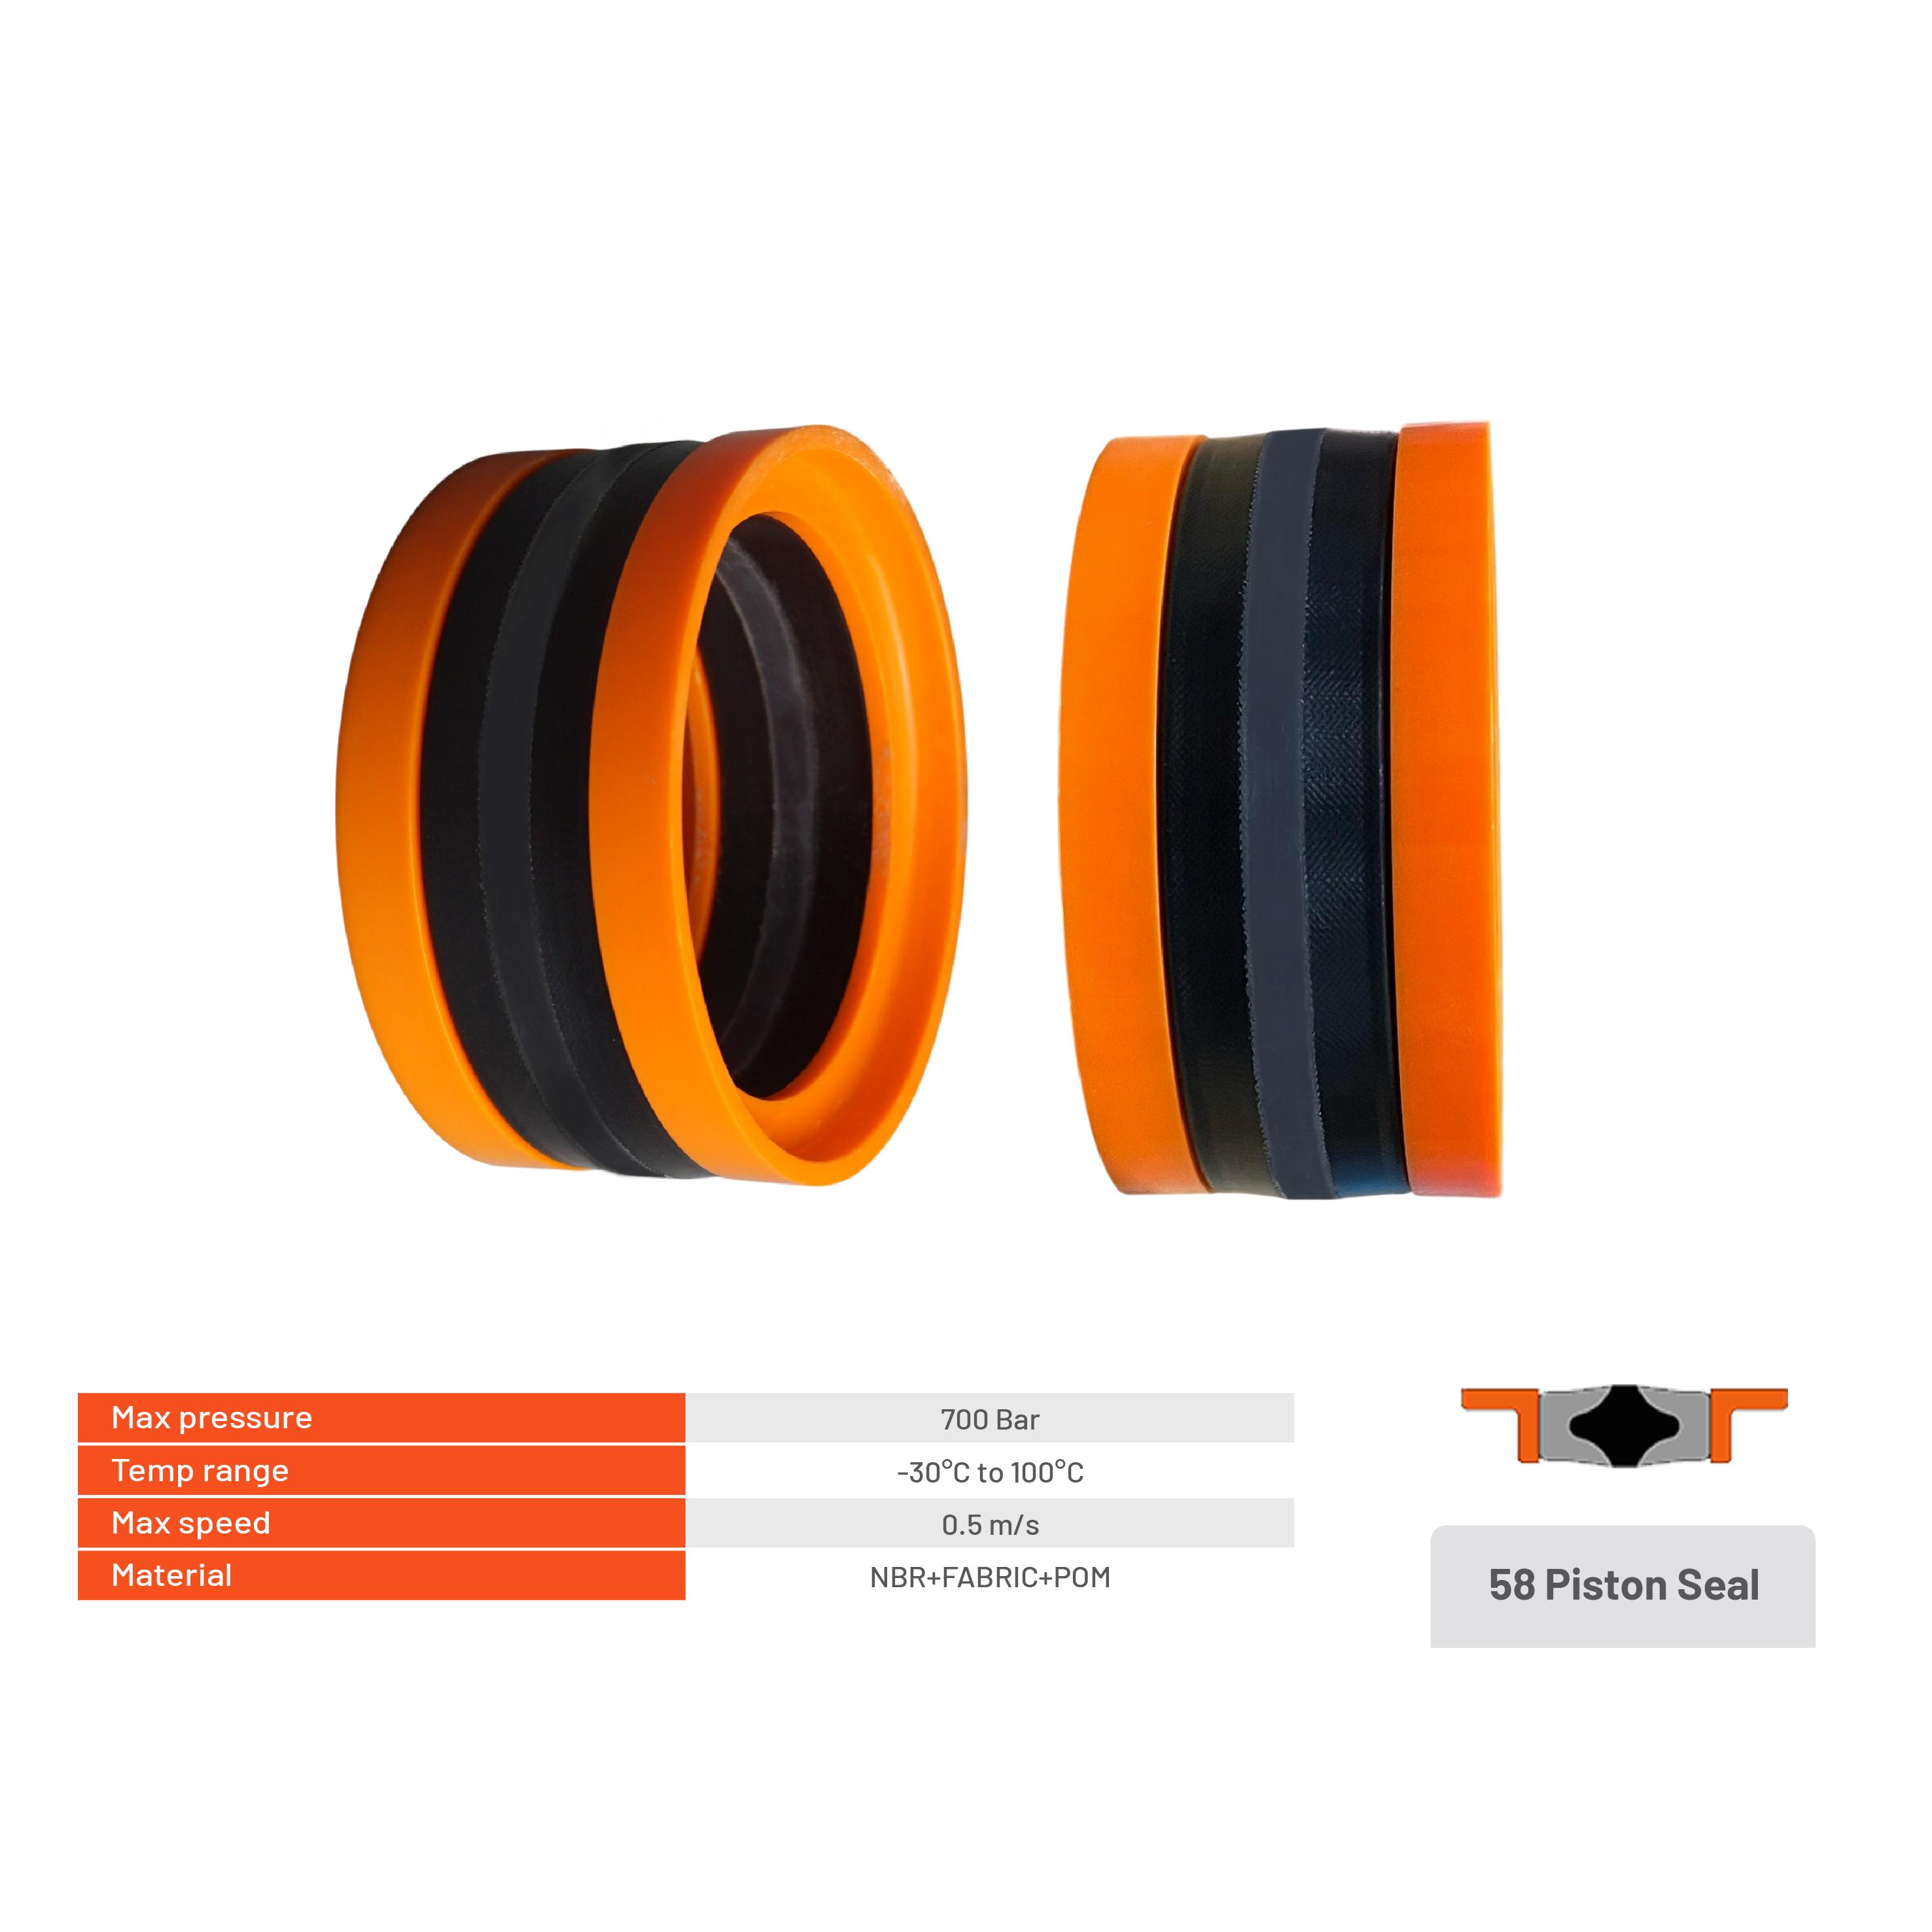 Max pressure 700 Bar
Temp range -30°C to 100°C
Max speed 0.5 m/s
Material NBR+FABRIC+POM
58 Piston Seal